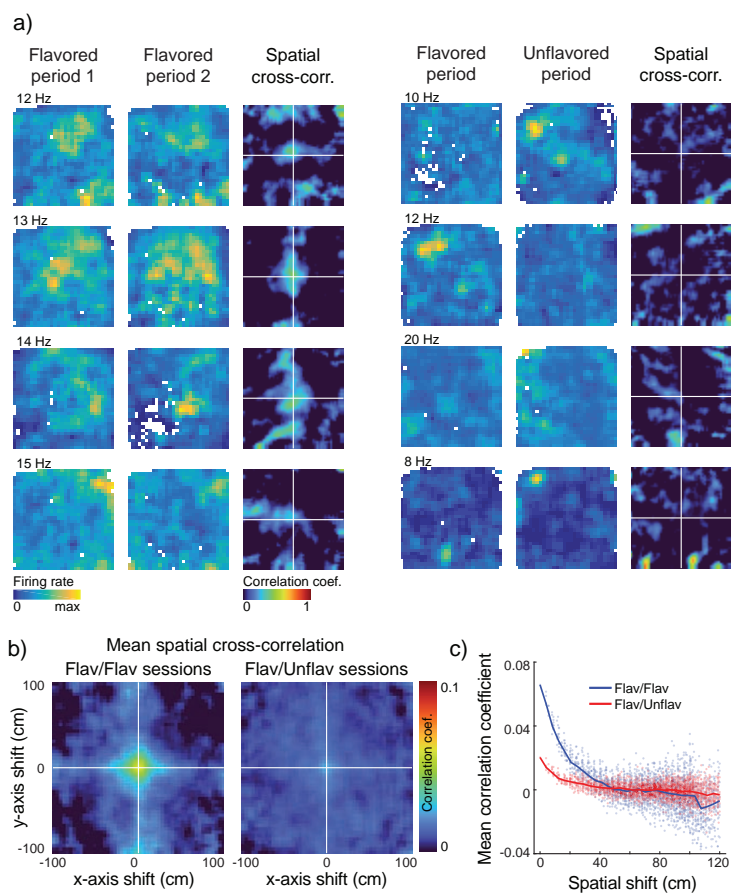 a)
Flavored period 1
Flavored period 2
Spatial cross-corr.
12 Hz
13 Hz
14 Hz
15 Hz
Firing rate
0 max
Correlation coef.
0 1
Flavored period
Unflavored period
Spatial cross-corr.
10 Hz
12 Hz
20 Hz
8 Hz
b)
Mean spatial cross-correlation
Flav/Flav sessions
Flav/Unflav sessions
y-axis shift (cm)
100
0
-100
-100 0 100
x-axis shift (cm)
-100 0 100
x-axis shift (cm)
0.1
Correlation coef.
0
c)
Mean correlation coefficient
0.08
0.04
0
-0.04
Flav/Flav
Flav/Unflav
0 20 40 60 80 100 120
Spatial shift (cm)